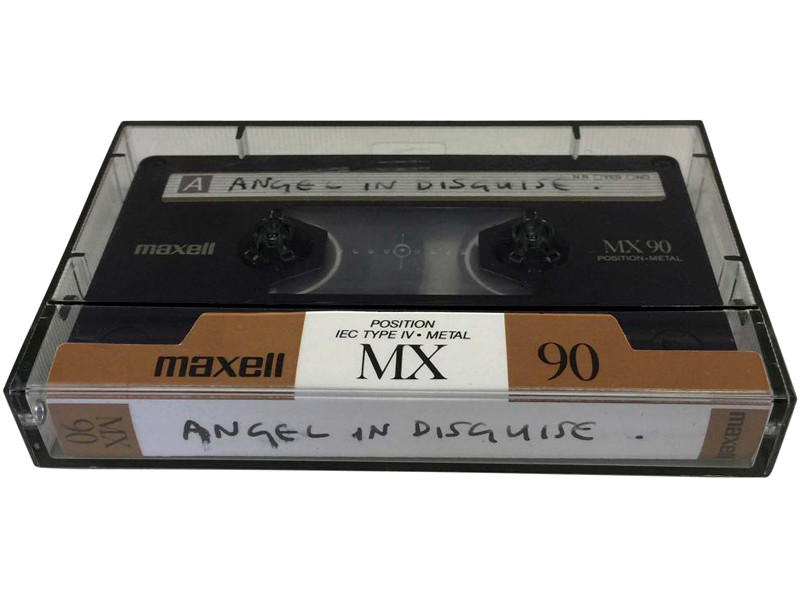 A ANGEL IN DISGUISE .
N.R YES NO
maxell
MX 90
POSITION•METAL
POSITION
IEC TYPE IV • METAL
maxell MX 90
MX 90
ANGEL IN DISGUISE .
maxell